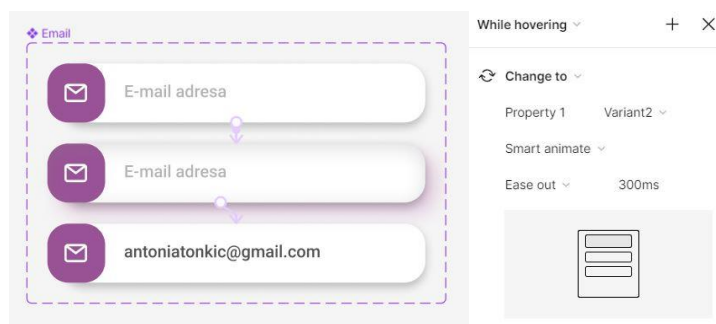 Email
E-mail adresa
E-mail adresa
antoniatonkic@gmail.com
While hovering
Change to
Property 1 Variant2
Smart animate
Ease out 300ms